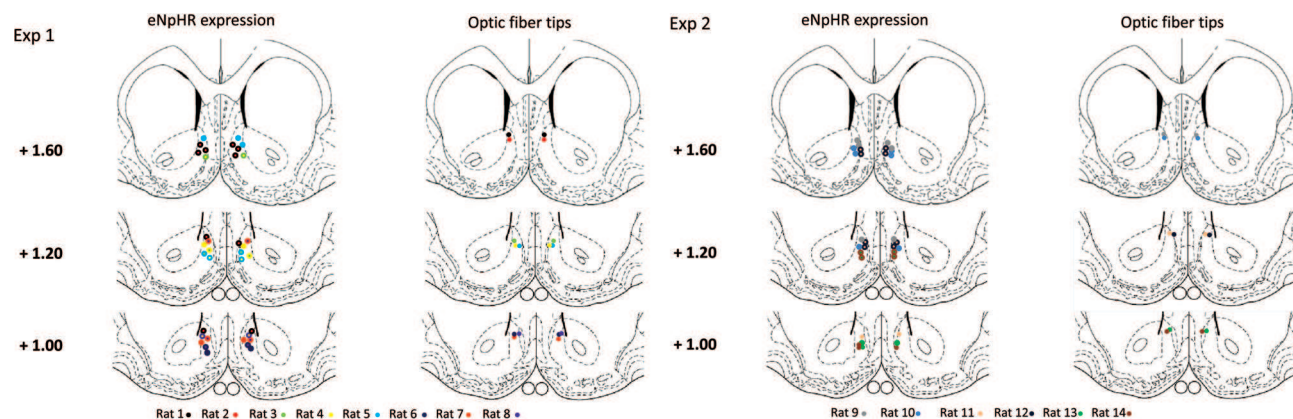 eNpHR expression
Optic fiber tips
eNpHR expression
Optic fiber tips
Exp 1
Exp 2
+ 1.60
+ 1.60
+ 1.20
+ 1.20
+ 1.00
+ 1.00
Rat 1 Rat 2 Rat 3 Rat 4 Rat 5 Rat 6 Rat 7 Rat 8
Rat 9 Rat 10 Rat 11 Rat 12 Rat 13 Rat 14